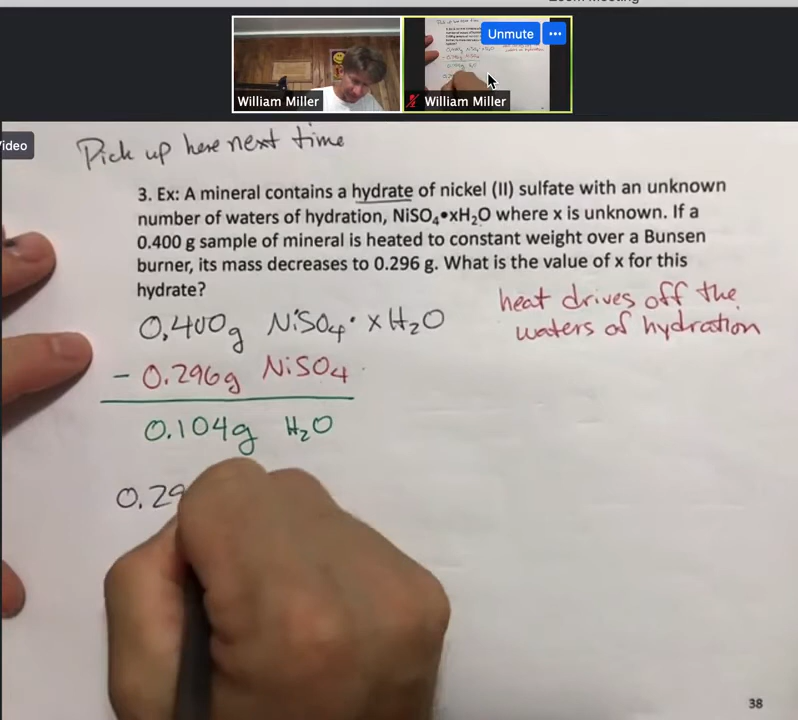 Zoom Meeting
Unmute ...
William Miller
William Miller
Video
Pick up here next time
3. Ex: A mineral contains a hydrate of nickel (II) sulfate with an unknown
number of waters of hydration, NiSO₄•xH₂O where x is unknown. If a
0.400 g sample of mineral is heated to constant weight over a Bunsen
burner, its mass decreases to 0.296 g. What is the value of x for this
hydrate?
heat drives off the
waters of hydration
0.400g NiSO₄· xH₂O
- 0.296g NiSO₄
0.104g H₂O
0.29
38